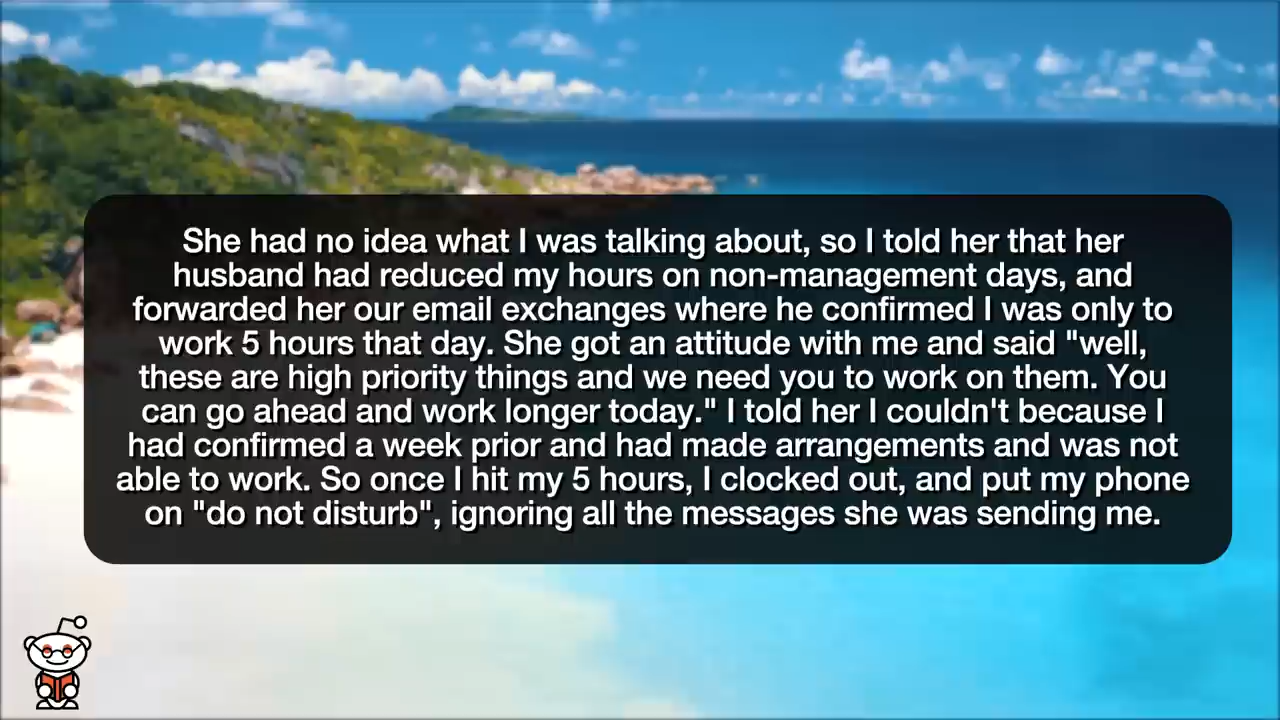 She had no idea what I was talking about, so I told her that her
husband had reduced my hours on non-management days, and
forwarded her our email exchanges where he confirmed I was only to
work 5 hours that day. She got an attitude with me and said "well,
these are high priority things and we need you to work on them. You
can go ahead and work longer today." I told her I couldn't because I
had confirmed a week prior and had made arrangements and was not
able to work. So once I hit my 5 hours, I clocked out, and put my phone
on "do not disturb", ignoring all the messages she was sending me.